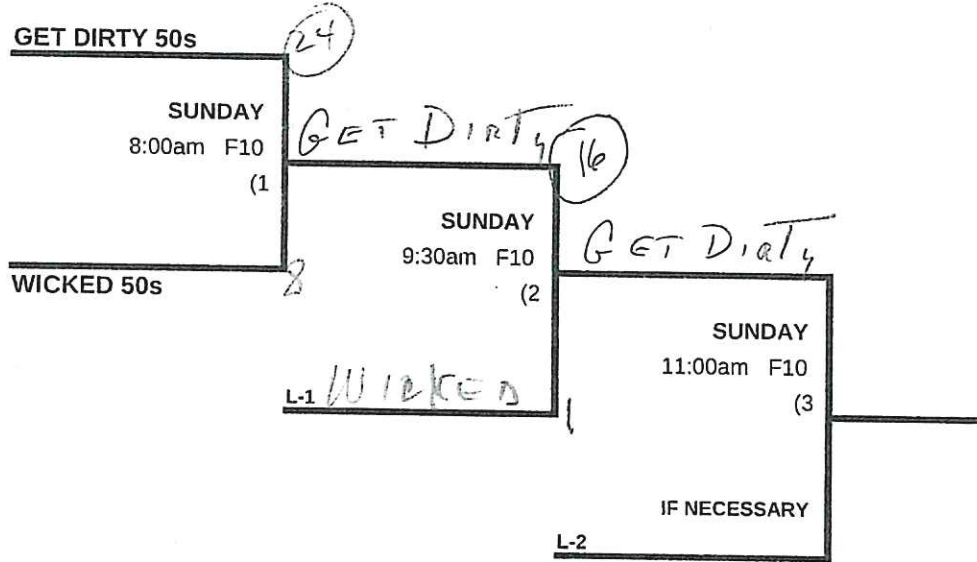 GET DIRTY 50s
24
SUNDAY
8:00am F10
(1
GET DIRTY
16
WICKED 50s
8
SUNDAY
9:30am F10
(2
GET DIRTY
L-1 WICKED
1
SUNDAY
11:00am F10
(3
IF NECESSARY
L-2